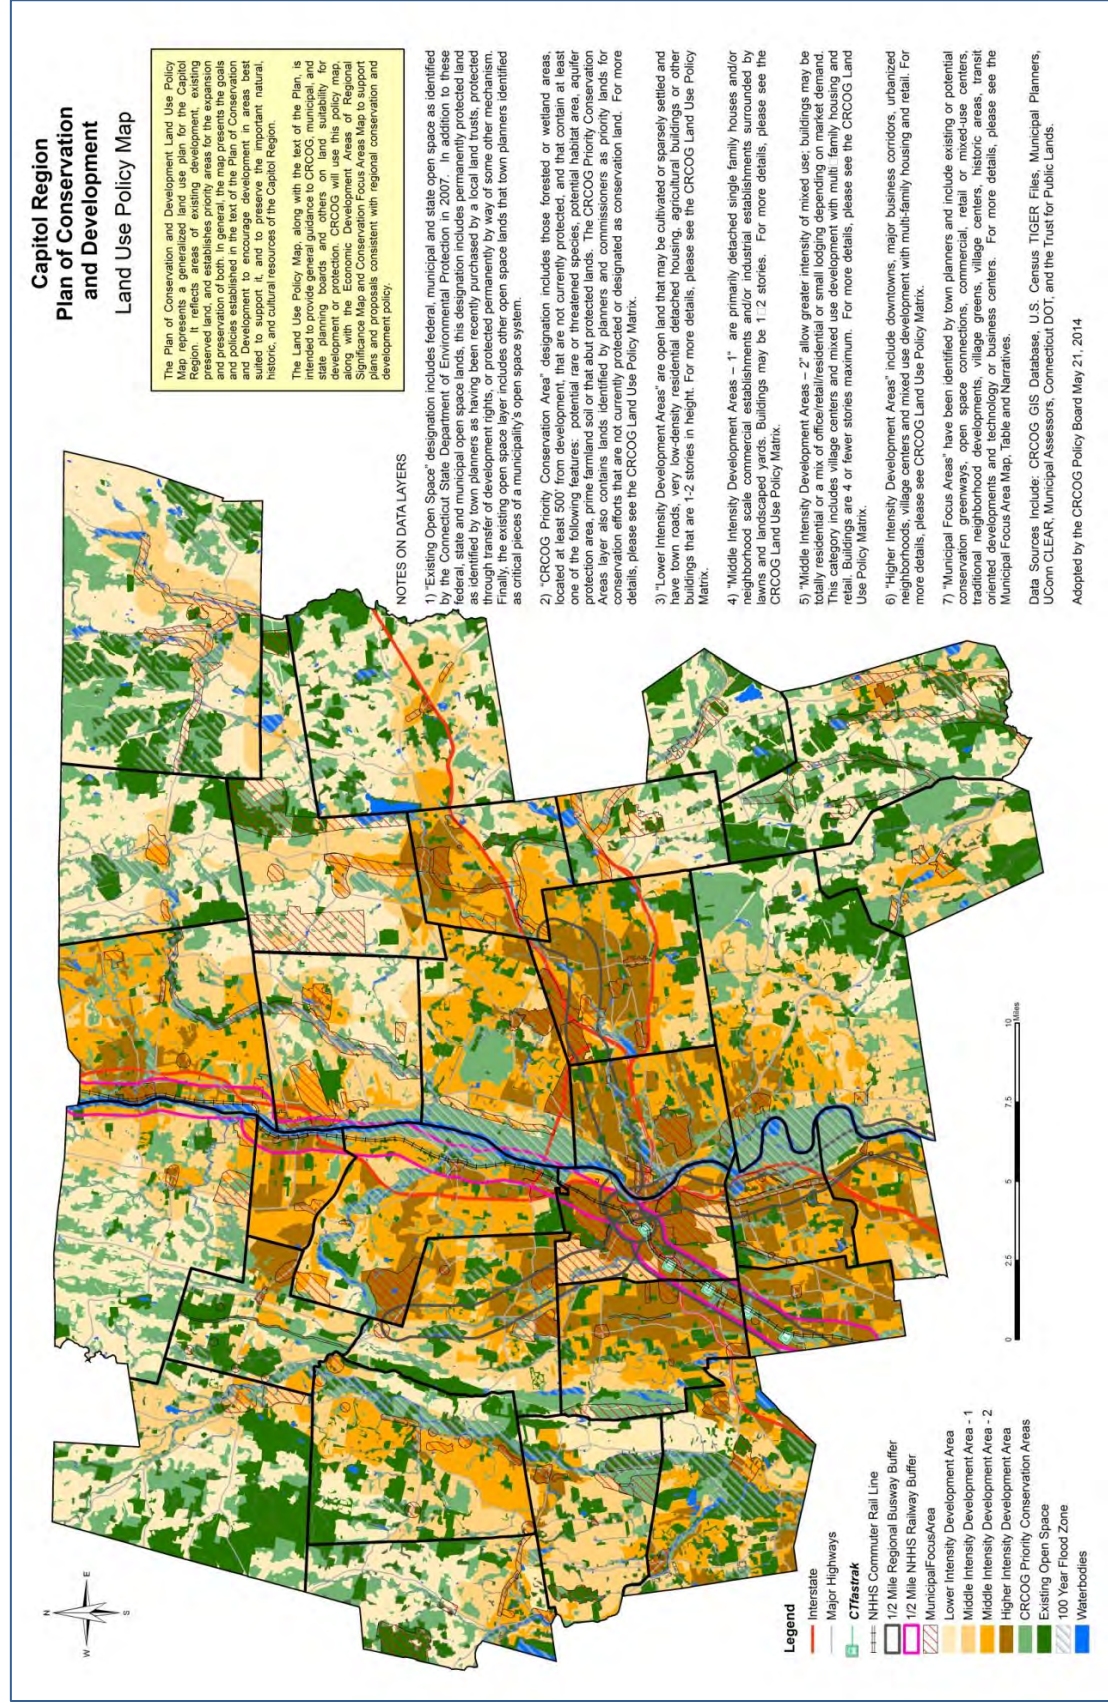 Capitol Region
Plan of Conservation
and Development
Land Use Policy Map
The Plan of Conservation and Development Land Use Policy
Map represents a generalized land use plan for the Capitol
Region. It reflects areas of existing development, existing
preserved land, and establishes priority areas for the expansion
and preservation of both. In general, the map presents the goals
and policies established in the text of the Plan of Conservation
and Development to encourage development in areas best
suited to support it, and to preserve the important natural,
historic, and cultural resources of the Capitol Region.
The Land Use Policy Map, along with the text of the Plan, is
intended to provide general guidance to CRCOG, municipal, and
state planning boards and others on land suitability for
development or protection. CRCOG will use this policy map,
along with the Economic Development Areas of Regional
Significance Map and Conservation Focus Areas Map to support
plans and proposals consistent with regional conservation and
development policy.
NOTES ON DATA LAYERS
1) "Existing Open Space" designation includes federal, municipal and state open space as identified
by the Connecticut State Department of Environmental Protection in 2007. In addition to these
federal, state and municipal open space lands, this designation includes permanently protected land
as identified by town planners as having been recently purchased by a local land trusts, protected
through transfer of development rights, or protected permanently by way of some other mechanism.
Finally, the existing open space layer includes other open space lands that town planners identified
as critical pieces of a municipality's open space system.
2) "CRCOG Priority Conservation Area" designation includes those forested or wetland areas,
located at least 500' from development, that are not currently protected, and that contain at least
one of the following features: potential rare or threatened species, potential habitat area, aquifer
protection area, prime farmland soil or that abut protected lands. The CRCOG Priority Conservation
Areas layer also contains lands identified by planners and commissioners as priority lands for
conservation efforts that are not currently protected or designated as conservation land. For more
details, please see the CRCOG Land Use Policy Matrix.
3) "Lower Intensity Development Areas" are open land that may be cultivated or sparsely settled and
have town roads, very low-density residential detached housing, agricultural buildings or other
buildings that are 1-2 stories in height. For more details, please see the CRCOG Land Use Policy
Matrix.
4) "Middle Intensity Development Areas – 1" are primarily detached single family houses and/or
neighborhood scale commercial establishments and/or industrial establishments surrounded by
lawns and landscaped yards. Buildings may be 1□2 stories. For more details, please see the
CRCOG Land Use Policy Matrix.
5) "Middle Intensity Development Areas – 2" allow greater intensity of mixed use; buildings may be
totally residential or a mix of office/retail/residential or small lodging depending on market demand.
This category includes village centers and mixed use development with multi□family housing and
retail. Buildings are 4 or fewer stories maximum. For more details, please see the CRCOG Land
Use Policy Matrix.
6) "Higher Intensity Development Areas" include downtowns, major business corridors, urbanized
neighborhoods, village centers and mixed use development with multi-family housing and retail. For
more details, please see CRCOG Land Use Policy Matrix.
7) "Municipal Focus Areas" have been identified by town planners and include existing or potential
conservation greenways, open space connections, commercial, retail or mixed-use centers,
traditional neighborhood developments, village greens, village centers, historic areas, transit
oriented developments and technology or business centers. For more details, please see the
Municipal Focus Area Map, Table and Narratives.
Data Sources Include: CRCOG GIS Database, U.S. Census TIGER Files, Municipal Planners,
UConn CLEAR, Municipal Assessors, Connecticut DOT, and the Trust for Public Lands.
Adopted by the CRCOG Policy Board May 21, 2014
N
W
E
S
Legend
Interstate
Major Highways
CTfastrak
NHHS Commuter Rail Line
1/2 Mile Regional Busway Buffer
1/2 Mile NHHS Railway Buffer
MunicipalFocusArea
Lower Intensity Development Area
Middle Intensity Development Area - 1
Middle Intensity Development Area - 2
Higher Intensity Development Area
CRCOG Priority Conservation Areas
Existing Open Space
100 Year Flood Zone
Waterbodies
0 2.5 5 7.5 10
Miles